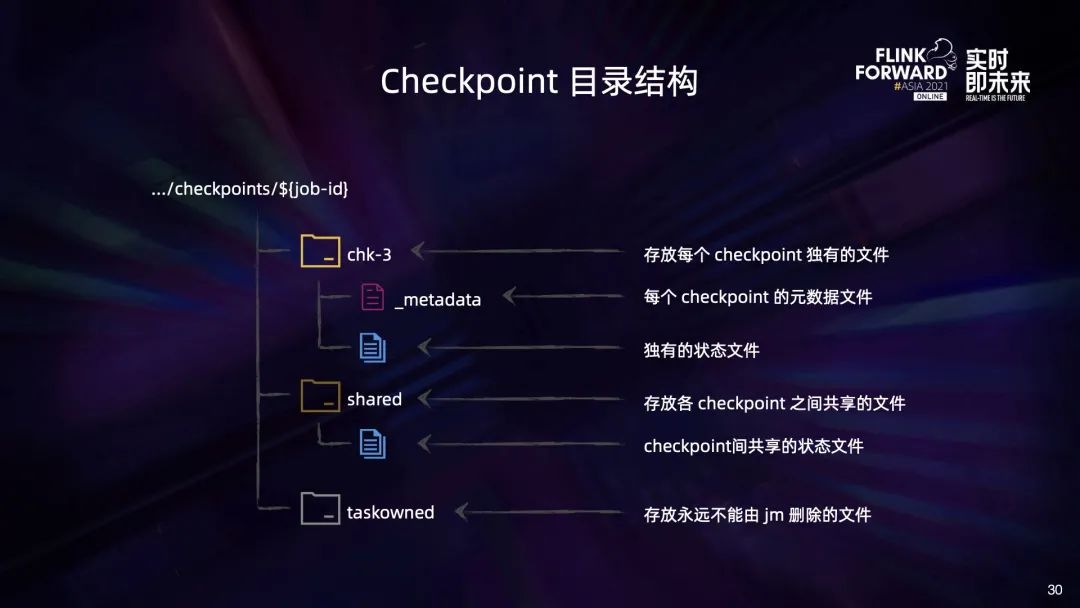 Checkpoint 目录结构
FLINK
FORWARD
#ASIA 2021
ONLINE
实时
即未来
REAL-TIME IS THE FUTURE
.../checkpoints/${job-id}
chk-3
存放每个 checkpoint 独有的文件
_metadata
每个 checkpoint 的元数据文件
独有的状态文件
shared
存放各 checkpoint 之间共享的文件
checkpoint间共享的状态文件
taskowned
存放永远不能由 jm 删除的文件
30